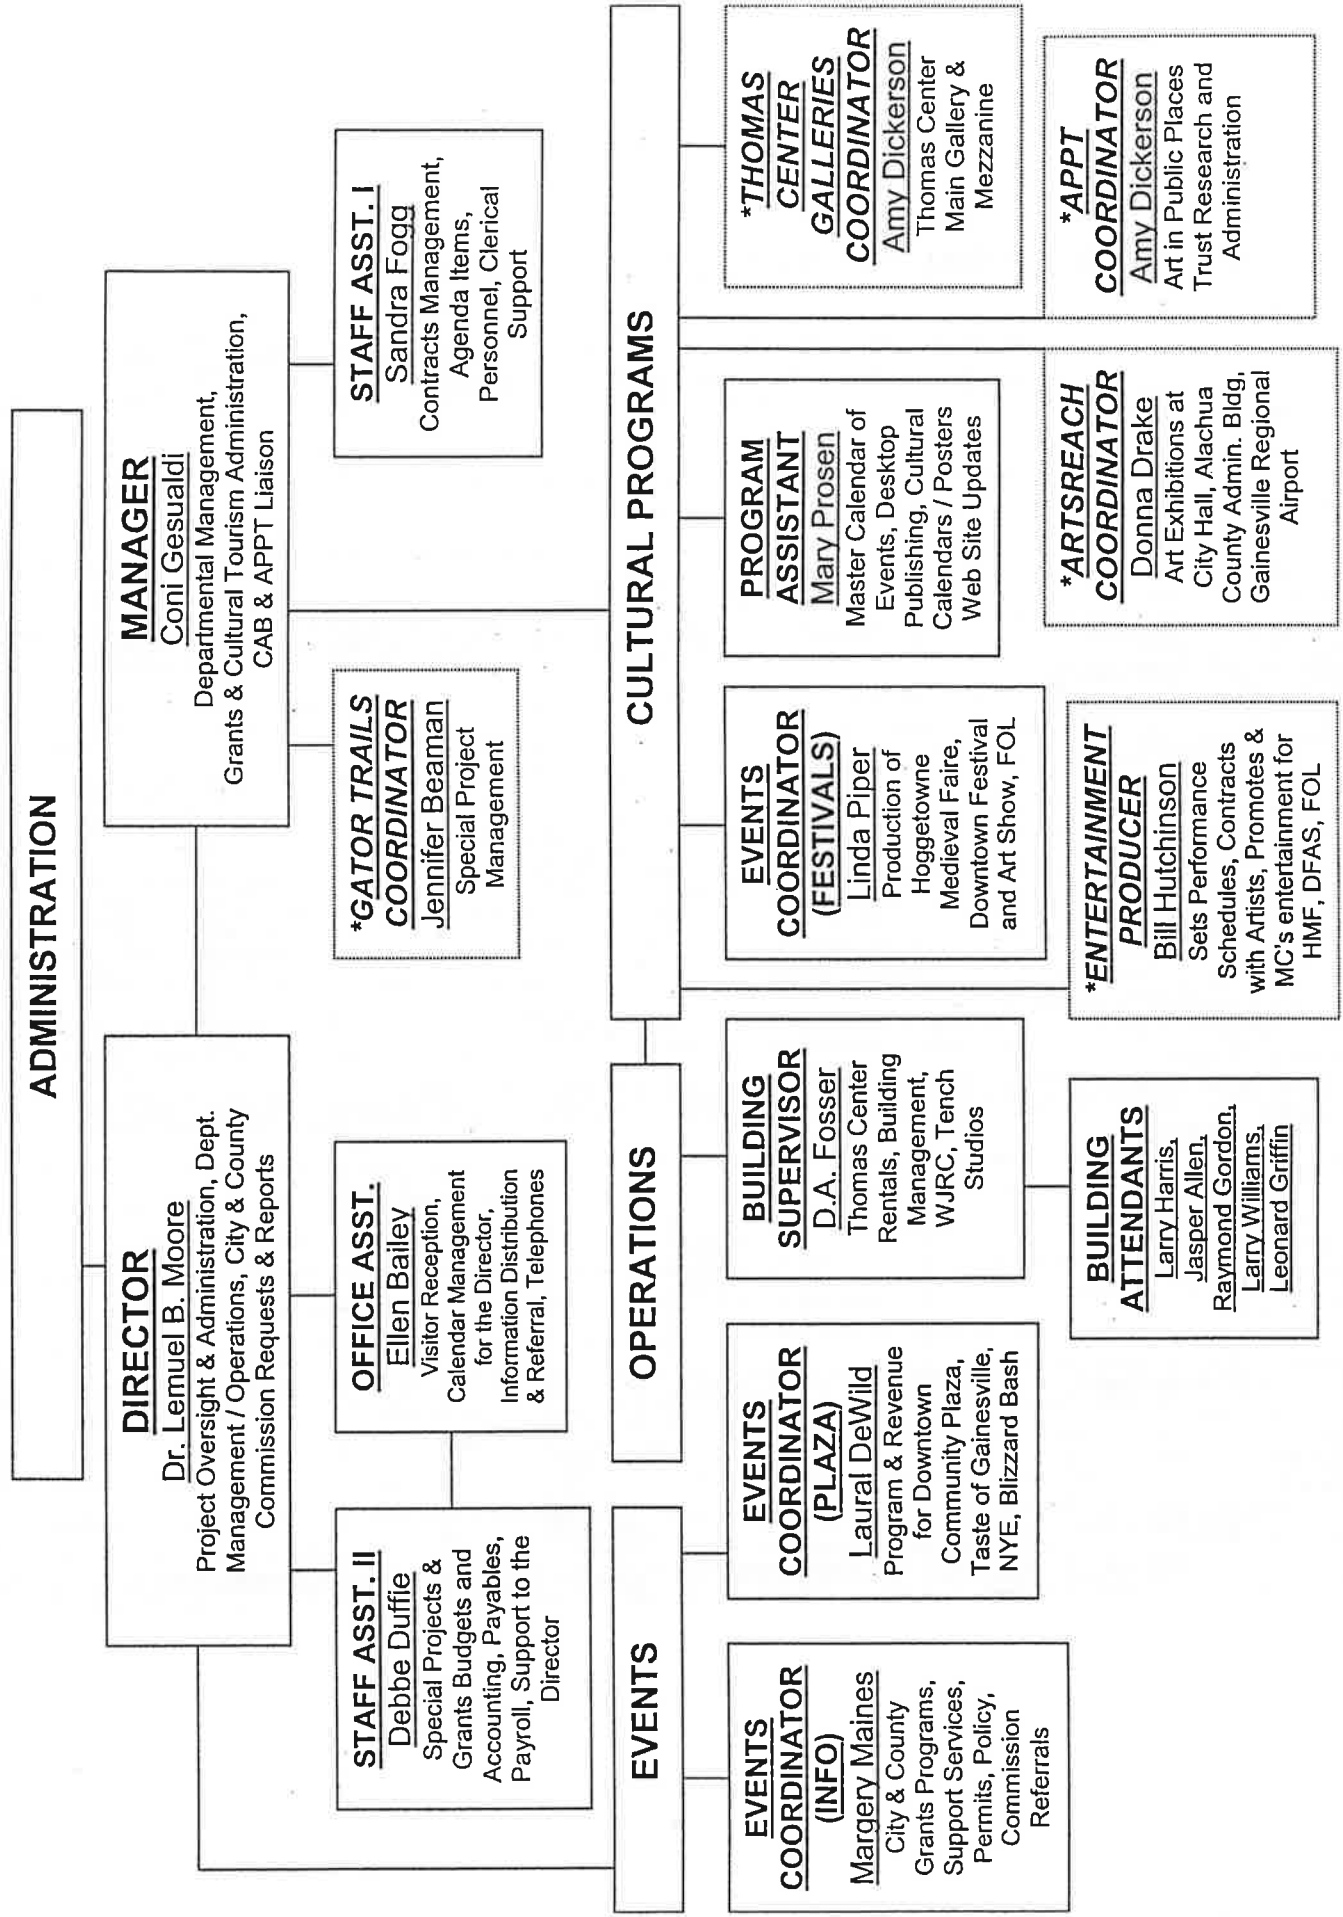 ADMINISTRATION
DIRECTOR
Dr. Lemuel B. Moore
Project Oversight & Administration, Dept.
Management / Operations, City & County
Commission Requests & Reports
MANAGER
Coni Gesualdi
Departmental Management,
Grants & Cultural Tourism Administration,
CAB & APPT Liaison
STAFF ASST. II
Debbe Duffie
Special Projects &
Grants Budgets and
Accounting, Payables,
Payroll, Support to the
Director
OFFICE ASST.
Ellen Bailey
Visitor Reception,
Calendar Management
for the Director,
Information Distribution
& Referral, Telephones
*GATOR TRAILS
COORDINATOR
Jennifer Beaman
Special Project
Management
STAFF ASST. I
Sandra Fogg
Contracts Management,
Agenda Items,
Personnel, Clerical
Support
EVENTS
OPERATIONS
CULTURAL PROGRAMS
EVENTS
COORDINATOR
(INFO)
Margery Maines
City & County
Grants Programs,
Support Services,
Permits, Policy,
Commission
Referrals
EVENTS
COORDINATOR
(PLAZA)
Laural DeWild
Program & Revenue
for Downtown
Community Plaza,
Taste of Gainesville,
NYE, Blizzard Bash
BUILDING
SUPERVISOR
D.A. Fosser
Thomas Center
Rentals, Building
Management,
WJRC, Tench
Studios
EVENTS
COORDINATOR
(FESTIVALS)
Linda Piper
Production of
Hoggetowne
Medieval Faire,
Downtown Festival
and Art Show, FOL
PROGRAM
ASSISTANT
Mary Prosen
Master Calendar of
Events, Desktop
Publishing, Cultural
Calendars / Posters
Web Site Updates
*THOMAS
CENTER
GALLERIES
COORDINATOR
Amy Dickerson
Thomas Center
Main Gallery &
Mezzanine
BUILDING
ATTENDANTS
Larry Harris,
Jasper Allen,
Raymond Gordon,
Larry Williams,
Leonard Griffin
*ENTERTAINMENT
PRODUCER
Bill Hutchinson
Sets Performance
Schedules, Contracts
with Artists, Promotes &
MC's entertainment for
HMF, DFAS, FOL
*ARTSREACH
COORDINATOR
Donna Drake
Art Exhibitions at
City Hall, Alachua
County Admin. Bldg,
Gainesville Regional
Airport
*APPT
COORDINATOR
Amy Dickerson
Art in Public Places
Trust Research and
Administration